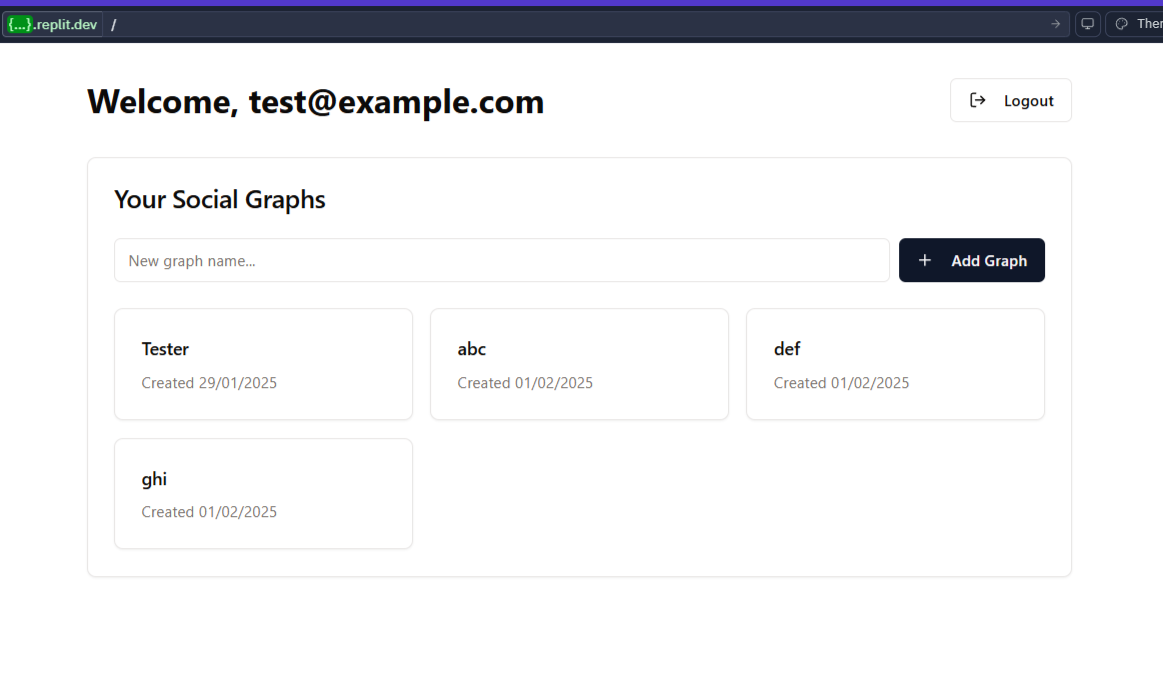 {...}.replit.dev /
Ther
Welcome, test@example.com
Logout
Your Social Graphs
New graph name...
+ Add Graph
Tester
Created 29/01/2025
abc
Created 01/02/2025
def
Created 01/02/2025
ghi
Created 01/02/2025